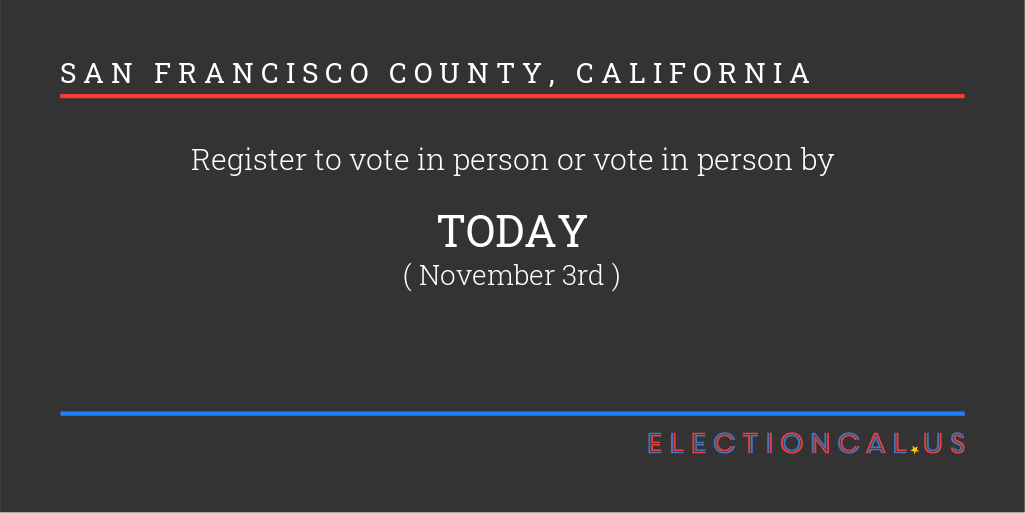 SAN FRANCISCO COUNTY, CALIFORNIA
Register to vote in person or vote in person by
TODAY
( November 3rd )
ELECTIONCAL.US